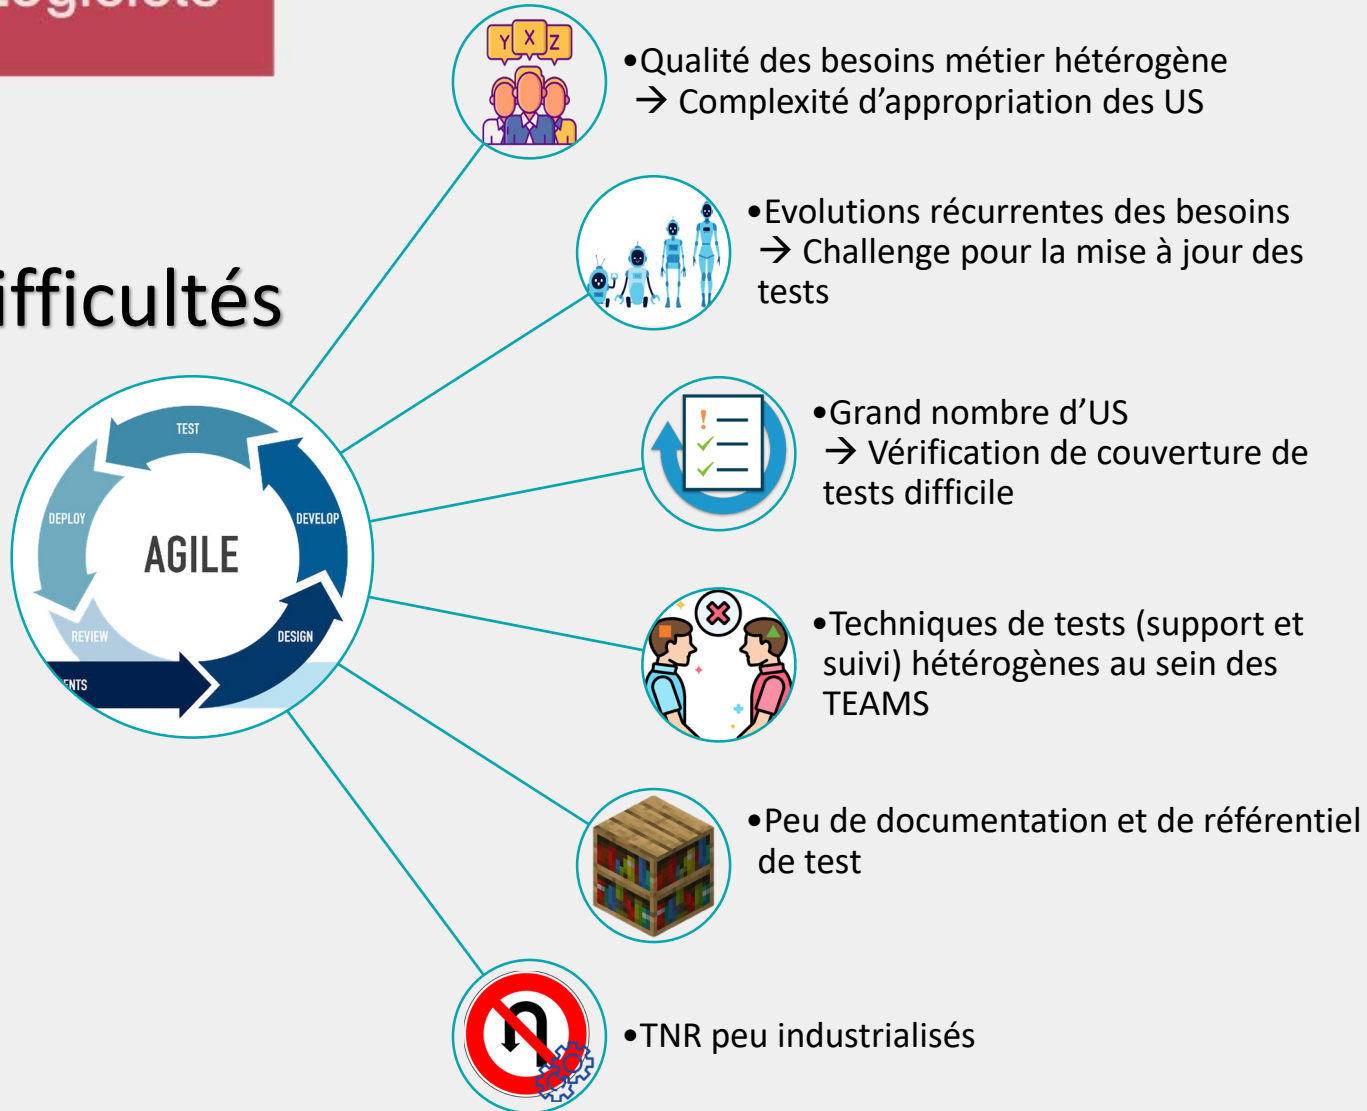 Y X Z
•Qualité des besoins métier hétérogène
→ Complexité d’appropriation des US
•Evolutions récurrentes des besoins
→ Challenge pour la mise à jour des
tests
ifficultés
TEST
DEPLOY
DEVELOP
AGILE
REVIEW
DESIGN
ENTS
•Grand nombre d’US
→ Vérification de couverture de
tests difficile
•Techniques de tests (support et
suivi) hétérogènes au sein des
TEAMS
•Peu de documentation et de référentiel
de test
•TNR peu industrialisés